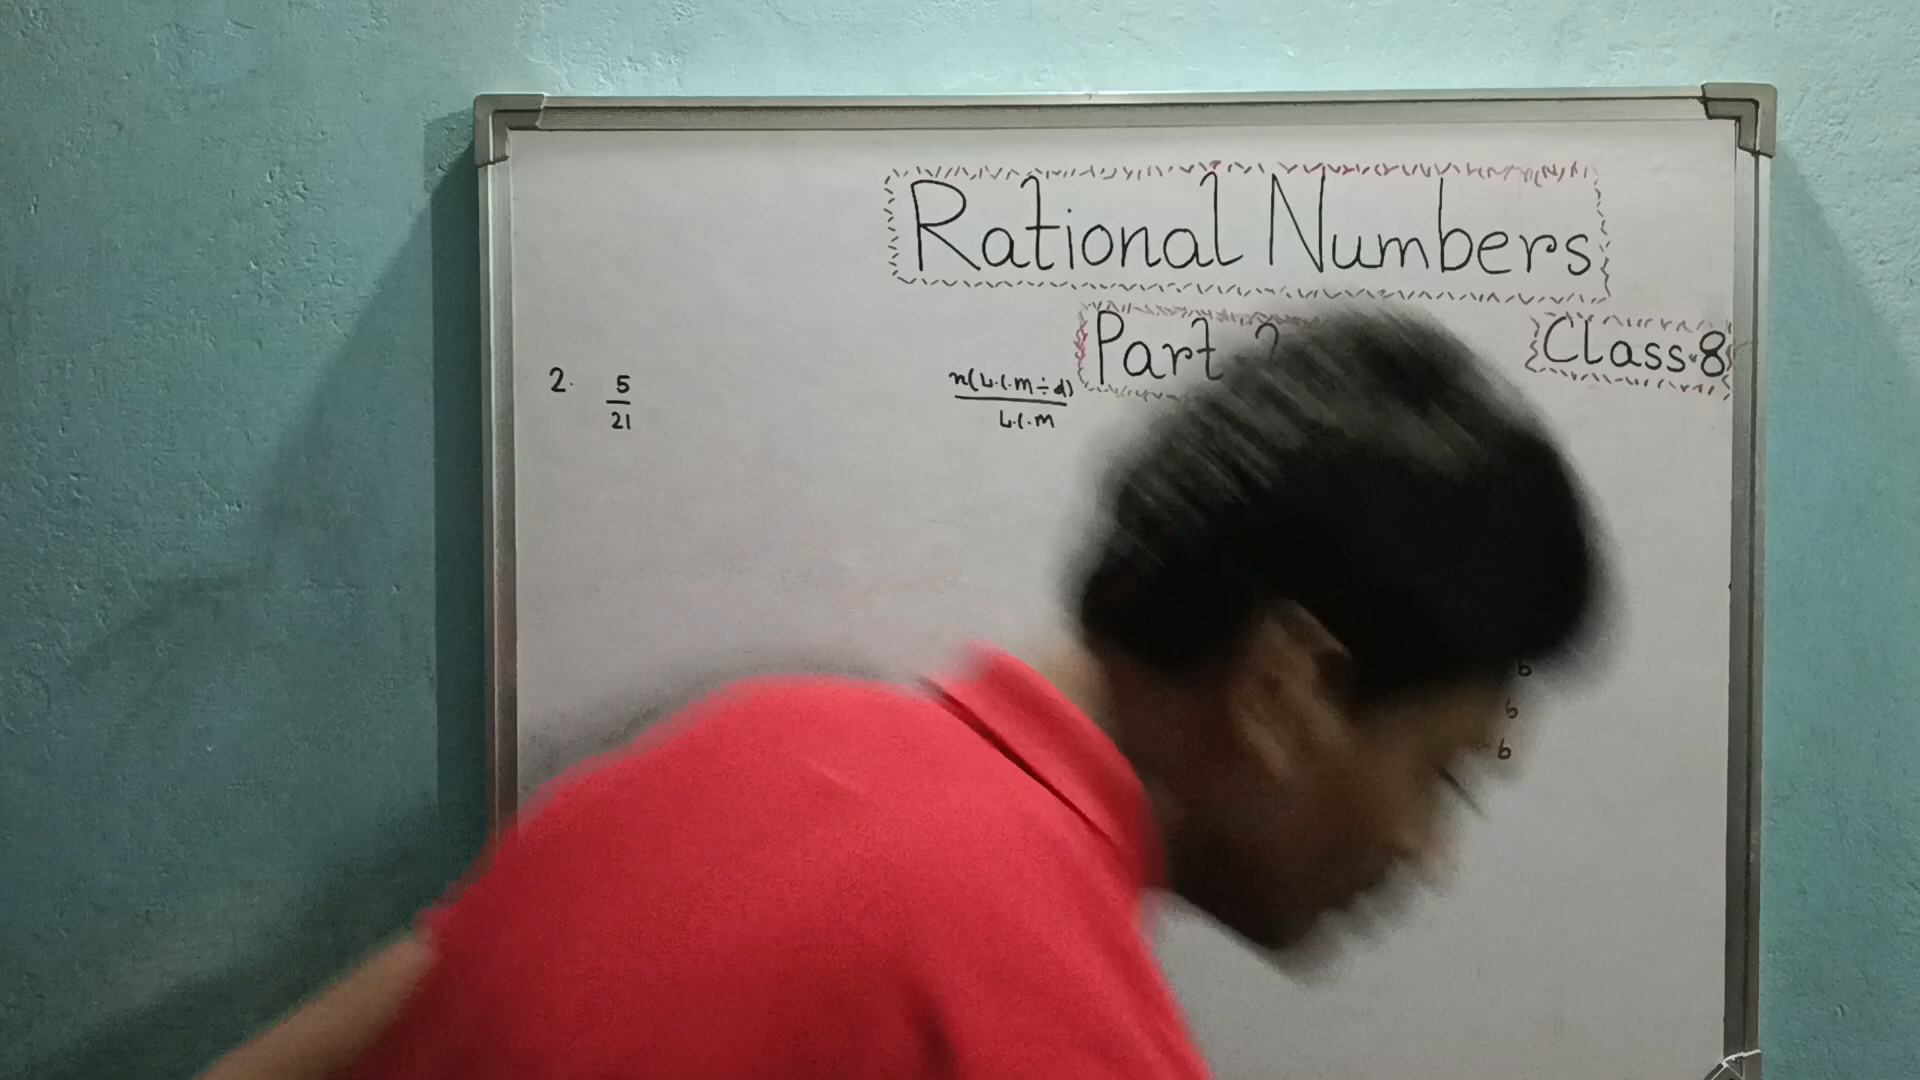 Rational Numbers
Part
Class-8
2. 5/21
n(L.C.M÷d)/L.C.M
b
b
b